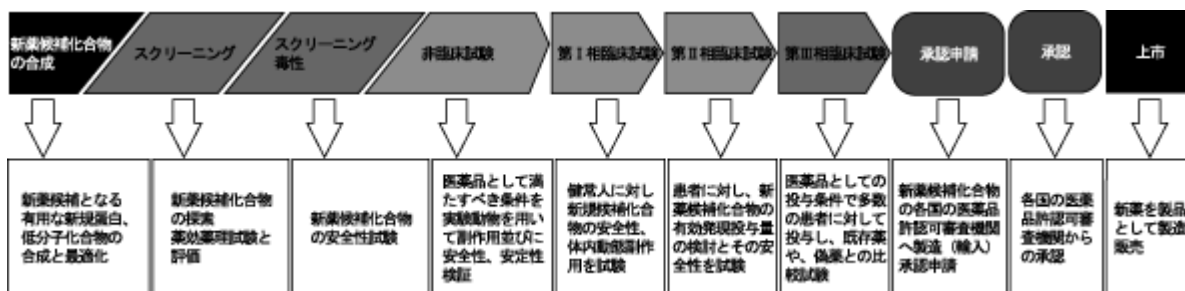 新薬候補化合物
の合成
スクリーニング
スクリーニング
毒性
非臨床試験
第Ⅰ相臨床試験
第Ⅱ相臨床試験
第Ⅲ相臨床試験
承認申請
承認
上市
新薬候補となる
有用な新規蛋白、
低分子化合物の
合成と最適化
新薬候補化合物
の探索
薬効薬理試験と
評価
新薬候補化合物
の安全性試験
医薬品として満
たすべき条件を
実験動物を用い
て副作用並びに
安全性、安定性
検証
健常人に対し
新規候補化合
物の安全性、
体内動態副作
用を試験
患者に対し、新
薬候補化合物の
有効発現投与量
の検討とその安
全性を試験
医薬品としての
投与条件で多数
の患者に対して
投与し、既存薬
や、偽薬との比
較試験
新薬候補化合物
の各国の医薬品
許認可審査機関
へ製造（輸入）
承認申請
各国の医薬
品許認可審
査機関から
の承認
新薬を製品
として製造
販売